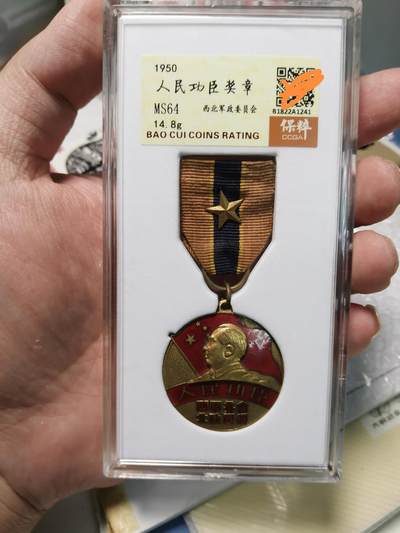 1950
人民功臣奖章
MS64 西北军政委员会
B1822A1241
14.8g
BAO CUI COINS RATING
保粹
CCGA
人民功臣